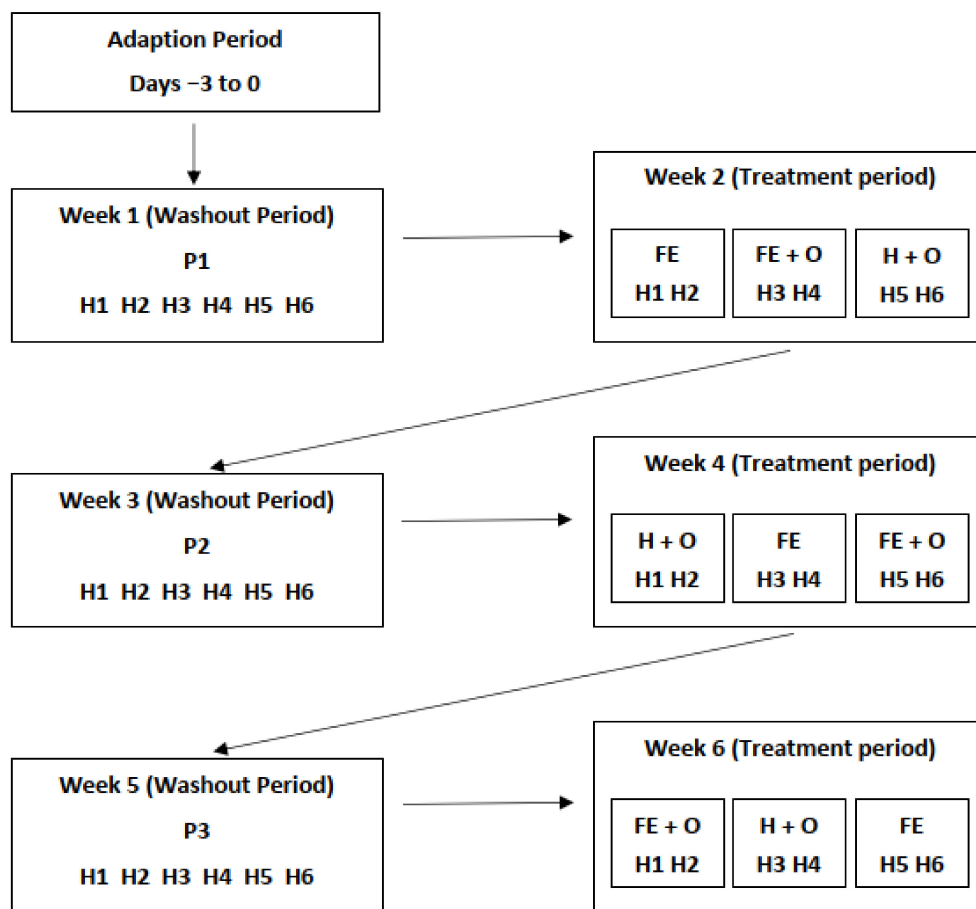 Adaption Period
Days −3 to 0
Week 1 (Washout Period)
P1
H1 H2 H3 H4 H5 H6
Week 2 (Treatment period)
FE
H1 H2
FE + O
H3 H4
H + O
H5 H6
Week 3 (Washout Period)
P2
H1 H2 H3 H4 H5 H6
Week 4 (Treatment period)
H + O
H1 H2
FE
H3 H4
FE + O
H5 H6
Week 5 (Washout Period)
P3
H1 H2 H3 H4 H5 H6
Week 6 (Treatment period)
FE + O
H1 H2
H + O
H3 H4
FE
H5 H6